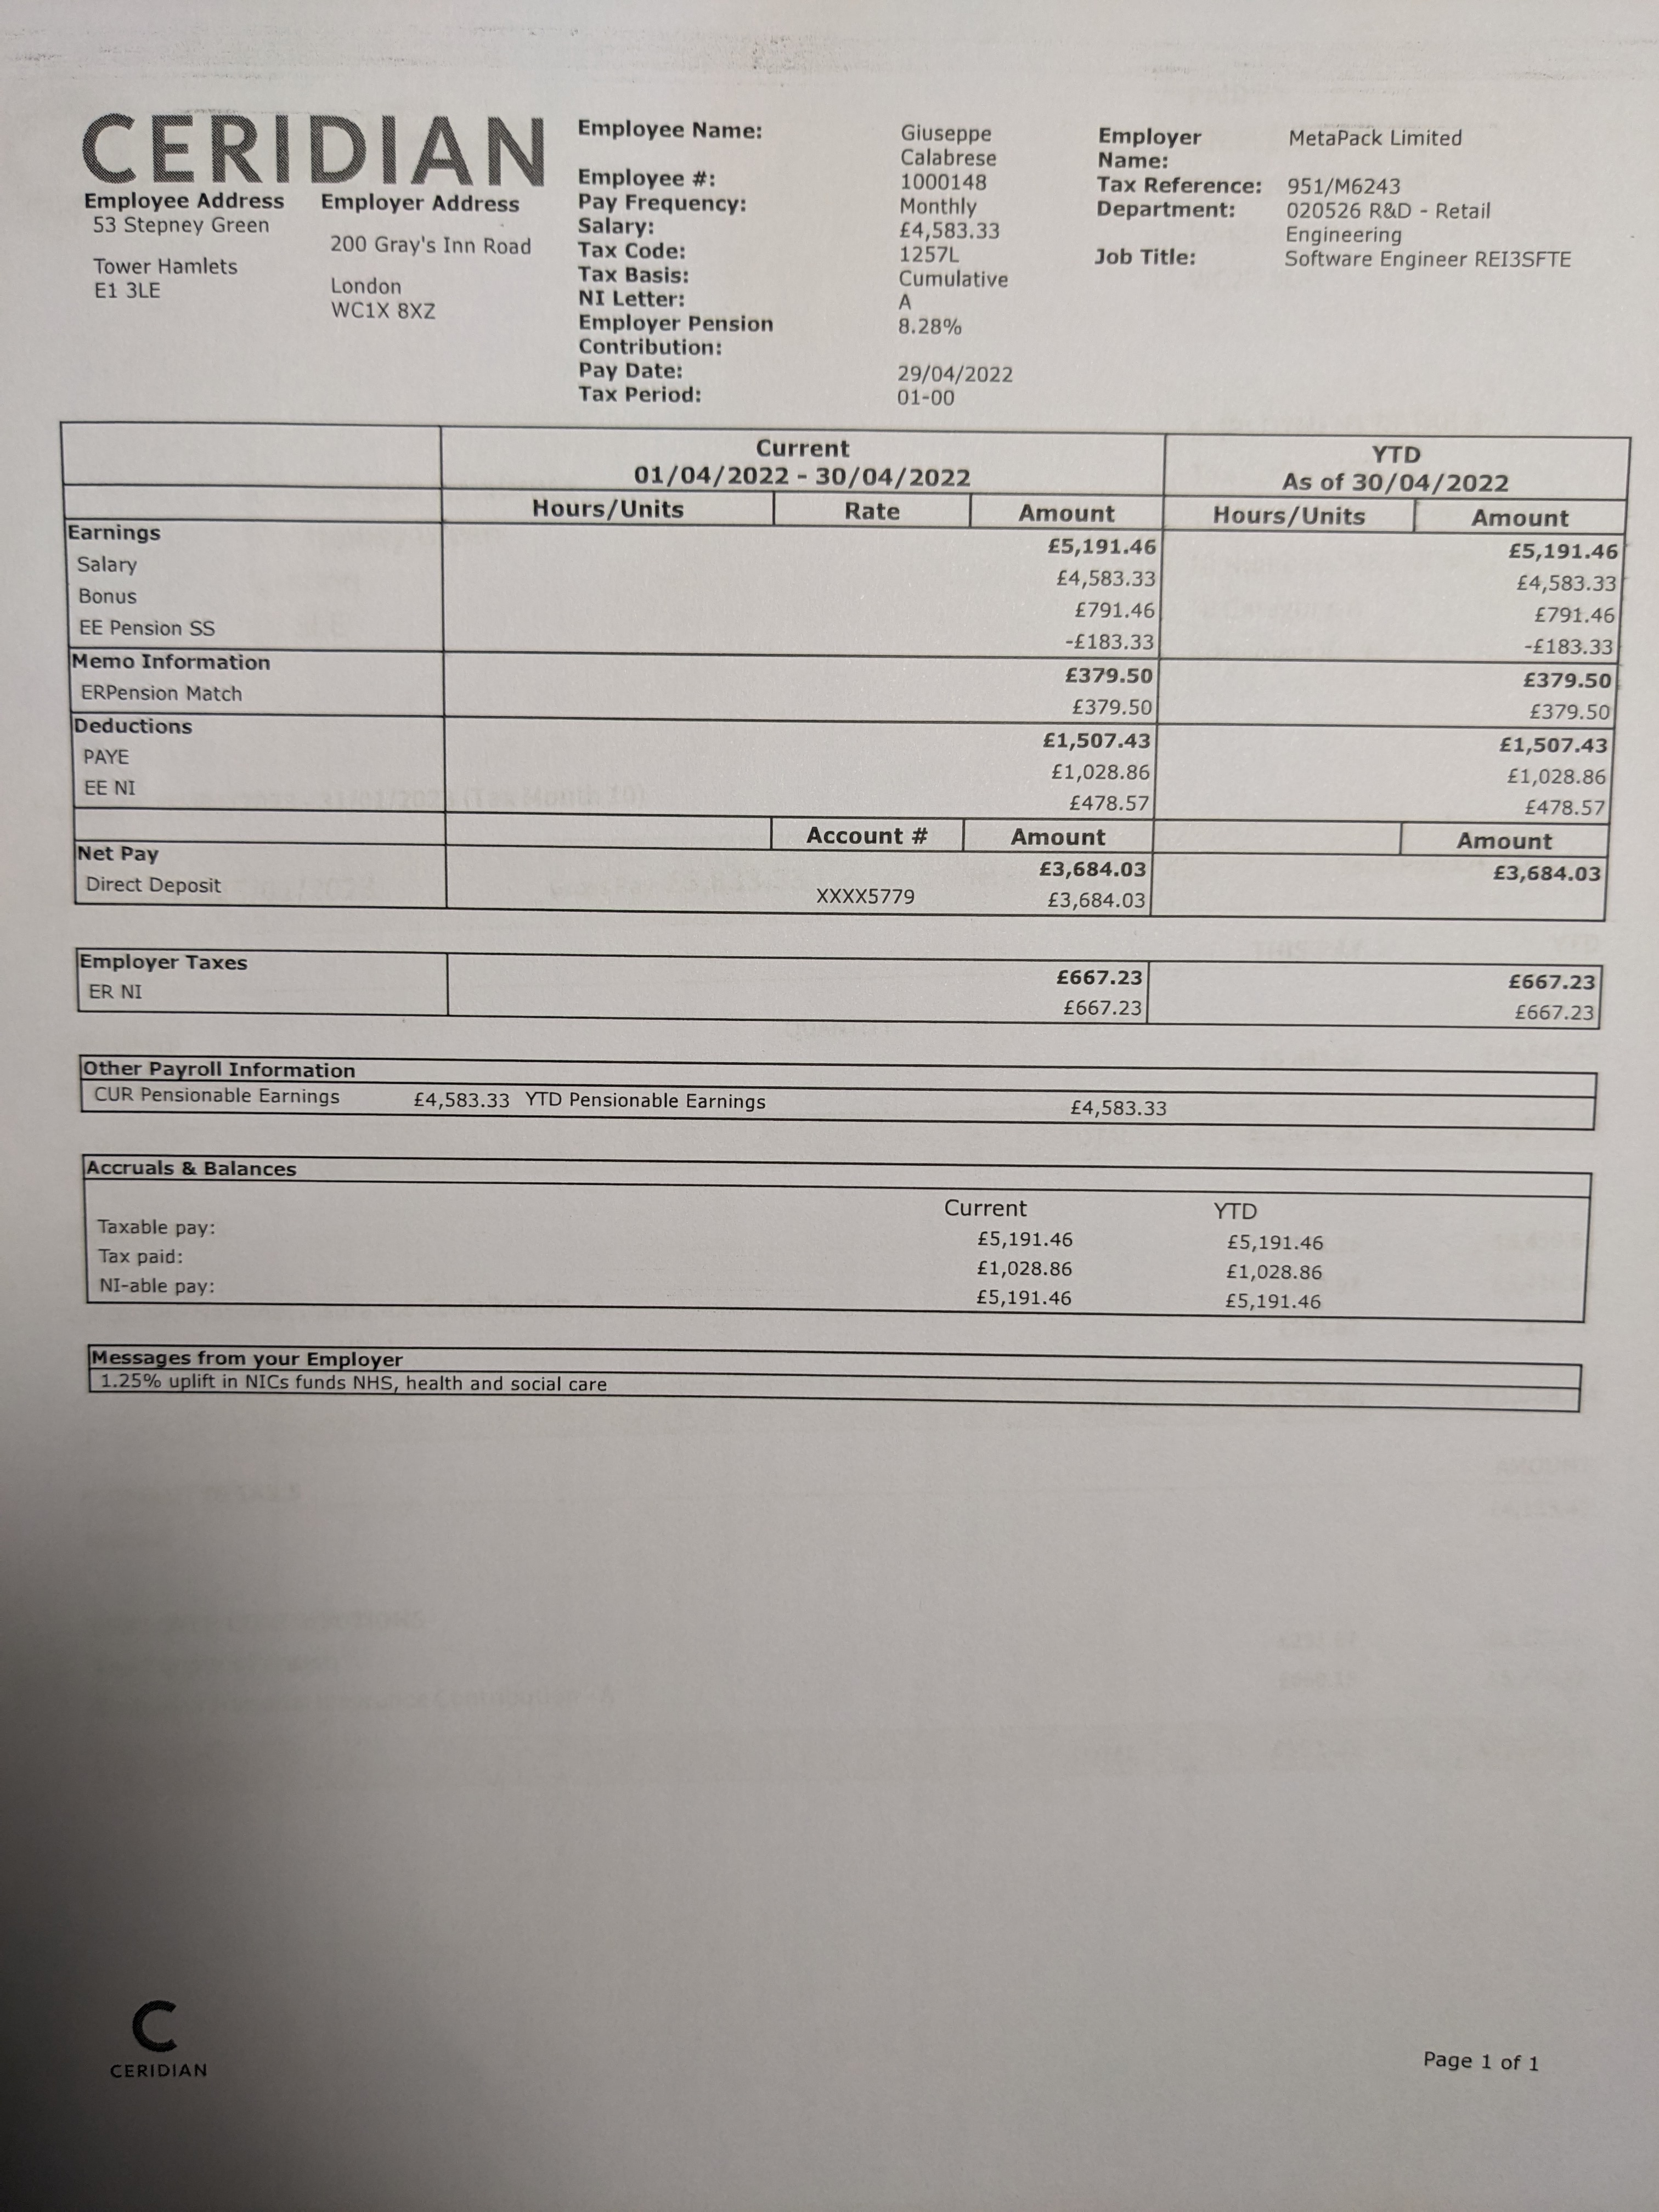 CERIDIAN
Employee Address
53 Stepney Green
Tower Hamlets
E1 3LE
Employer Address
200 Gray's Inn Road
London
WC1X 8XZ
Employee Name: Giuseppe Calabrese
Employee #: 1000148
Pay Frequency: Monthly
Salary: £4,583.33
Tax Code: 1257L
Tax Basis: Cumulative
NI Letter: A
Employer Pension Contribution: 8.28%
Pay Date: 29/04/2022
Tax Period: 01-00
Employer Name: MetaPack Limited
Tax Reference: 951/M6243
Department: 020526 R&D - Retail Engineering
Job Title: Software Engineer REI3SFTE
Current YTD
01/04/2022 - 30/04/2022 As of 30/04/2022
Hours/Units Rate Amount Hours/Units Amount
Earnings £5,191.46 £5,191.46
Salary £4,583.33 £4,583.33
Bonus £791.46 £791.46
EE Pension SS -£183.33 -£183.33
Memo Information £379.50 £379.50
ERPension Match £379.50 £379.50
Deductions £1,507.43 £1,507.43
PAYE £1,028.86 £1,028.86
EE NI £478.57 £478.57
Account # Amount Amount
Net Pay £3,684.03 £3,684.03
Direct Deposit XXXX5779 £3,684.03
Employer Taxes £667.23 £667.23
ER NI £667.23 £667.23
Other Payroll Information
CUR Pensionable Earnings £4,583.33 YTD Pensionable Earnings £4,583.33
Accruals & Balances
Current YTD
Taxable pay: £5,191.46 £5,191.46
Tax paid: £1,028.86 £1,028.86
NI-able pay: £5,191.46 £5,191.46
Messages from your Employer
1.25% uplift in NICs funds NHS, health and social care
C
CERIDIAN
Page 1 of 1